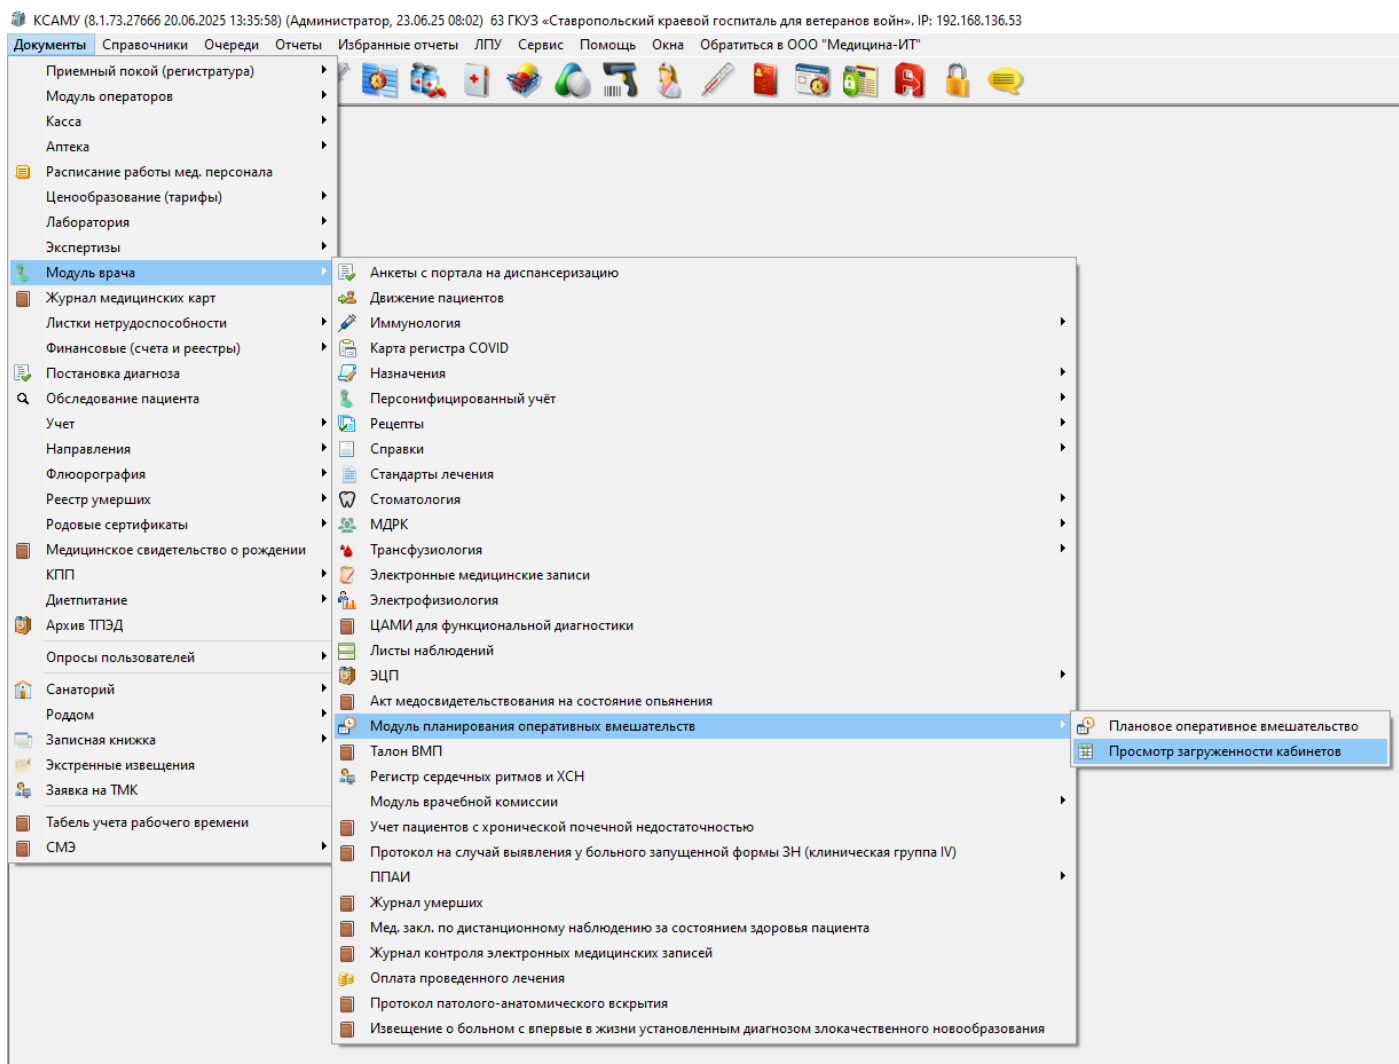 КСАМУ (8.1.73.27666 20.06.2025 13:35:58) (Администратор, 23.06.25 08:02) 63 ГКУЗ «Ставропольский краевой госпиталь для ветеранов войн». IP: 192.168.136.53
Документы Справочники Очереди Отчеты Избранные отчеты ЛПУ Сервис Помощь Окна Обратиться в ООО "Медицина-ИТ"
Приемный покой (регистратура)
Модуль операторов
Касса
Аптека
Расписание работы мед. персонала
Ценообразование (тарифы)
Лаборатория
Экспертизы
Модуль врача
Журнал медицинских карт
Листки нетрудоспособности
Финансовые (счета и реестры)
Постановка диагноза
Обследование пациента
Учет
Направления
Флюорография
Реестр умерших
Родовые сертификаты
Медицинское свидетельство о рождении
КПП
Диетпитание
Архив ТПЭД
Опросы пользователей
Санаторий
Роддом
Записная книжка
Экстренные извещения
Заявка на ТМК
Табель учета рабочего времени
СМЭ
Анкеты с портала на диспансеризацию
Движение пациентов
Иммунология
Карта регистра COVID
Назначения
Персонифицированный учёт
Рецепты
Справки
Стандарты лечения
Стоматология
МДРК
Трансфузиология
Электронные медицинские записи
Электрофизиология
ЦАМИ для функциональной диагностики
Листы наблюдений
ЭЦП
Акт медосвидетельствования на состояние опьянения
Модуль планирования оперативных вмешательств
Талон ВМП
Регистр сердечных ритмов и ХСН
Модуль врачебной комиссии
Учет пациентов с хронической почечной недостаточностью
Протокол на случай выявления у больного запущенной формы ЗН (клиническая группа IV)
ППАИ
Журнал умерших
Мед. закл. по дистанционному наблюдению за состоянием здоровья пациента
Журнал контроля электронных медицинских записей
Оплата проведенного лечения
Протокол патолого-анатомического вскрытия
Извещение о больном с впервые в жизни установленным диагнозом злокачественного новообразования
Плановое оперативное вмешательство
Просмотр загруженности кабинетов